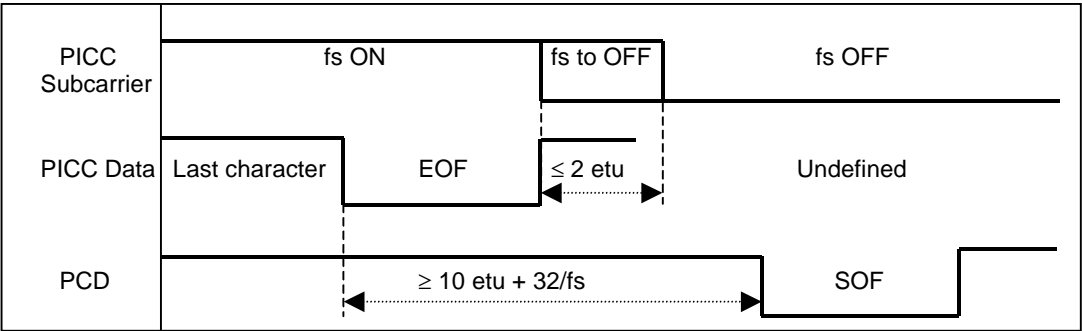 PICC Subcarrier
fs ON
fs to OFF
fs OFF
PICC Data
Last character
EOF
≤ 2 etu
Undefined
PCD
≥ 10 etu + 32/fs
SOF